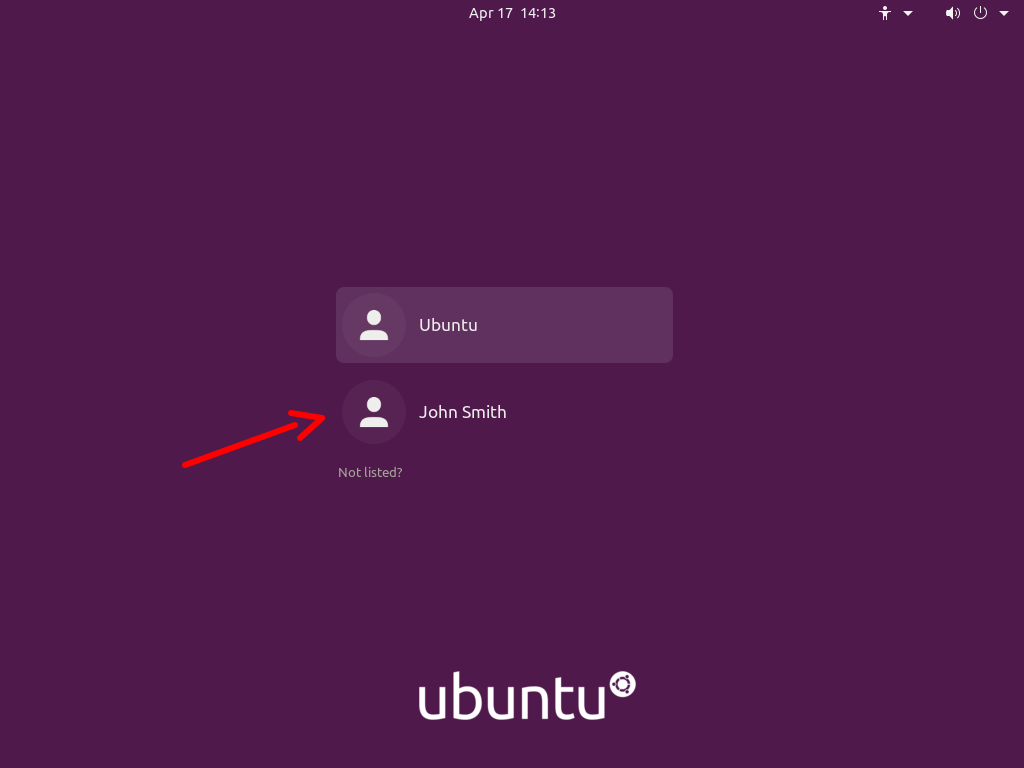 Apr 17 14:13
Ubuntu
John Smith
Not listed?
ubuntu